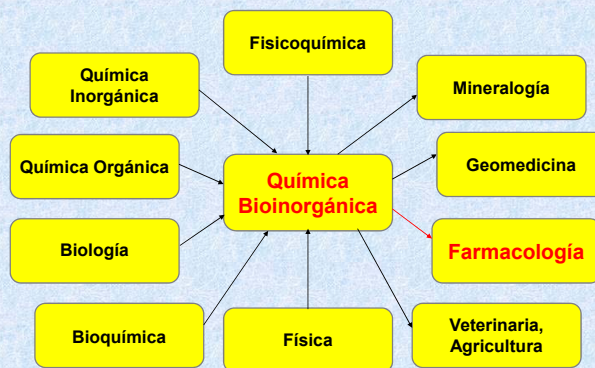 Fisicoquímica
Química
Inorgánica
Mineralogía
Química Orgánica
Química
Bioinorgánica
Geomedicina
Biología
Farmacología
Bioquímica
Física
Veterinaria,
Agricultura